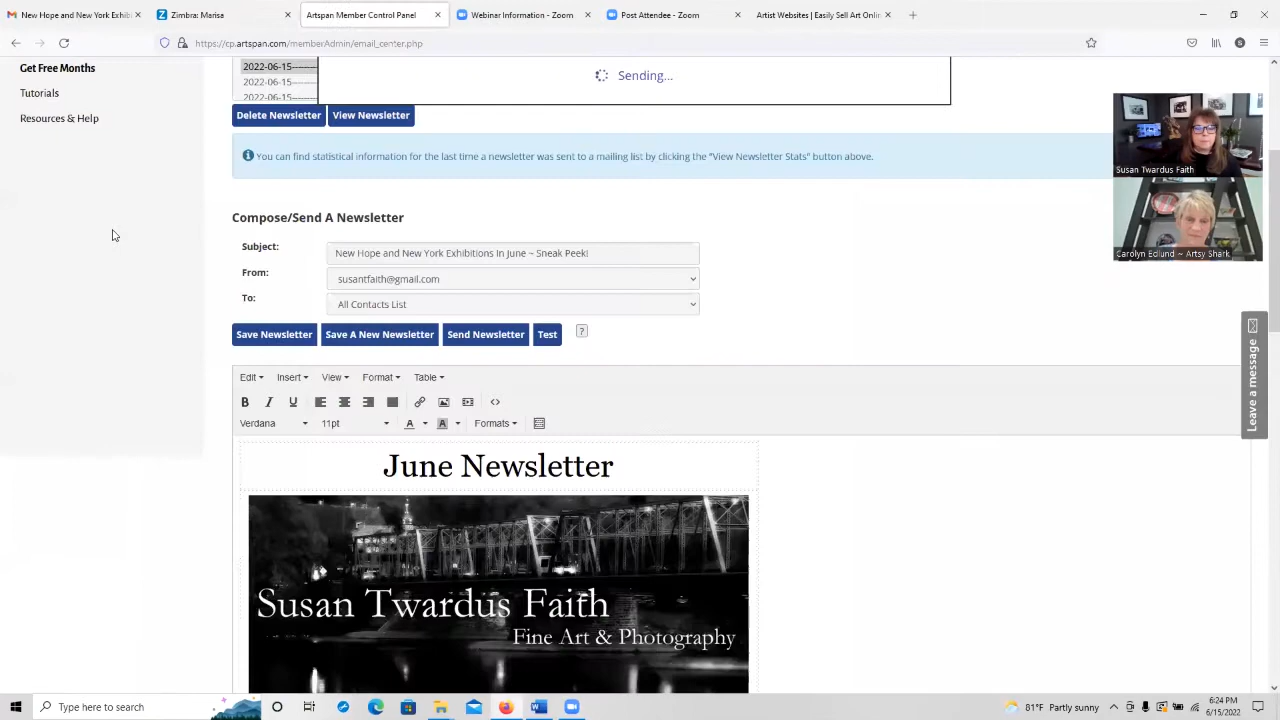 New Hope and New York Exhibi
Zimbra: Marisa
Artspan Member Control Panel
Webinar Information - Zoom
Post Attendee - Zoom
Artist Websites | Easily Sell Art Onlin
https://cp.artspan.com/memberAdmin/email_center.php
Get Free Months
Tutorials
Resources & Help
2022-06-15
2022-06-15
2022-06-15
Sending...
Delete Newsletter
View Newsletter
You can find statistical information for the last time a newsletter was sent to a mailing list by clicking the "View Newsletter Stats" button above.
Susan Twardus Faith
Carolyn Edlund ~ Artsy Shark
Compose/Send A Newsletter
Subject:
New Hope and New York Exhibitions In June ~ Sneak Peek!
From:
susantfaith@gmail.com
To:
All Contacts List
Save Newsletter
Save A New Newsletter
Send Newsletter
Test
?
Leave a message
Edit
Insert
View
Format
Table
B I U
Verdana
11pt
A
A
Formats
June Newsletter
Susan Twardus Faith
Fine Art & Photography
Type here to search
81°F Partly sunny
6:24 PM
6/15/2022